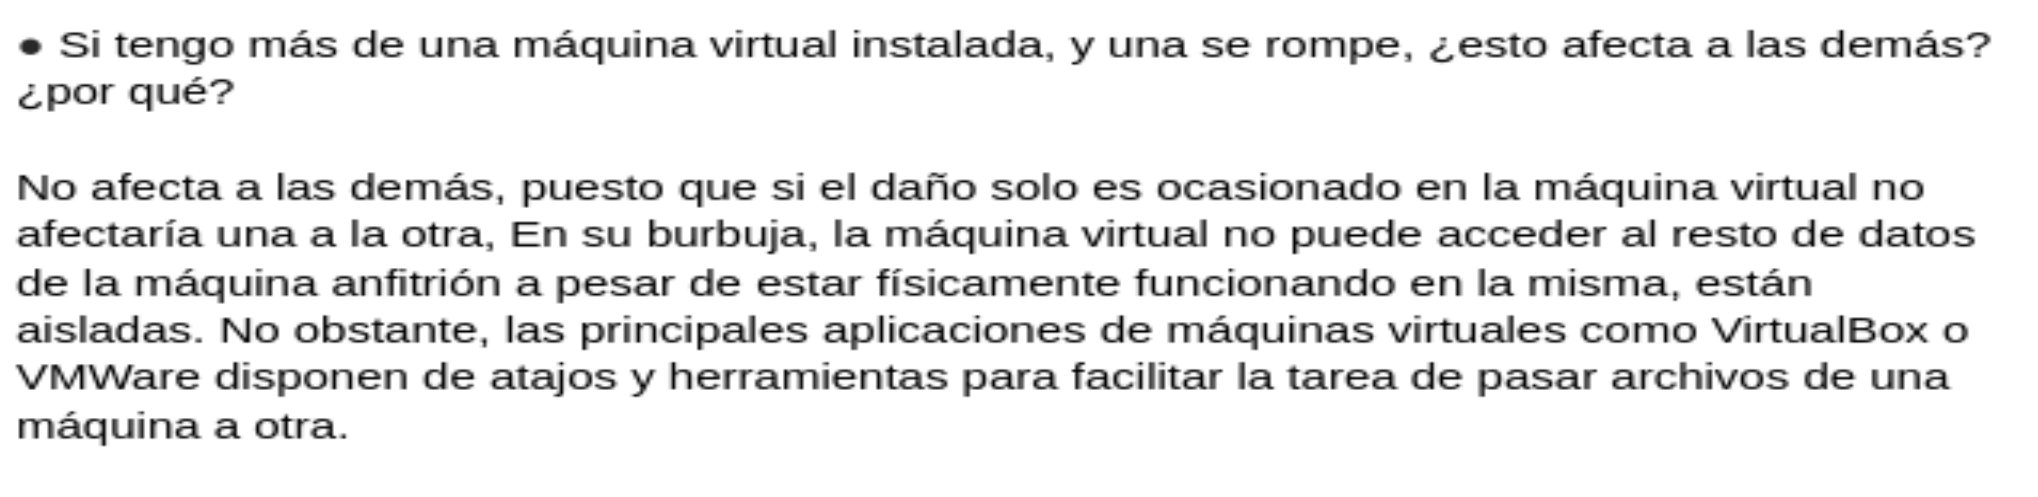 ● Si tengo más de una máquina virtual instalada, y una se rompe, ¿esto afecta a las demás?
¿por qué?
No afecta a las demás, puesto que si el daño solo es ocasionado en la máquina virtual no
afectaría una a la otra, En su burbuja, la máquina virtual no puede acceder al resto de datos
de la máquina anfitrión a pesar de estar físicamente funcionando en la misma, están
aisladas. No obstante, las principales aplicaciones de máquinas virtuales como VirtualBox o
VMWare disponen de atajos y herramientas para facilitar la tarea de pasar archivos de una
máquina a otra.